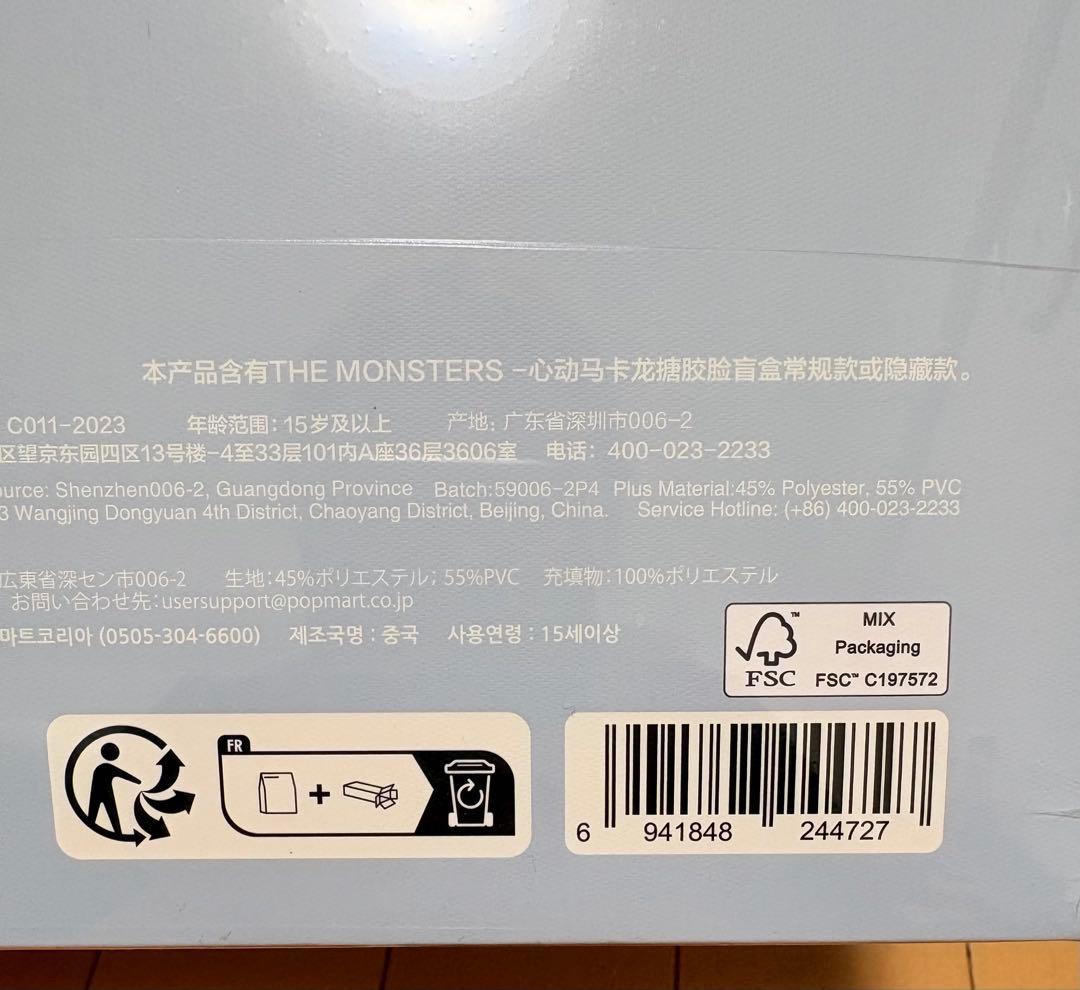 本产品含有THE MONSTERS -心动马卡龙搪胶脸盲盒常规款或隐藏款。
C011-2023 年龄范围: 15岁及以上 产地: 广东省深圳市006-2
区望京东园四区13号楼-4至33层101内A座36层3606室 电话: 400-023-2233
ource: Shenzhen006-2, Guangdong Province Batch:59006-2P4 Plus Material:45% Polyester, 55% PVC
3 Wangjing Dongyuan 4th District, Chaoyang District, Beijing, China. Service Hotline: (+86) 400-023-2233
広東省深セン市006-2 生地:45%ポリエステル; 55%PVC 充填物:100%ポリエステル
お問い合わせ先:usersupport@popmart.co.jp
마트코리아 (0505-304-6600) 제조국명 : 중국 사용연령 : 15세이상
FSC™
MIX
Packaging
FSC™ C197572
FR
6 941848 244727